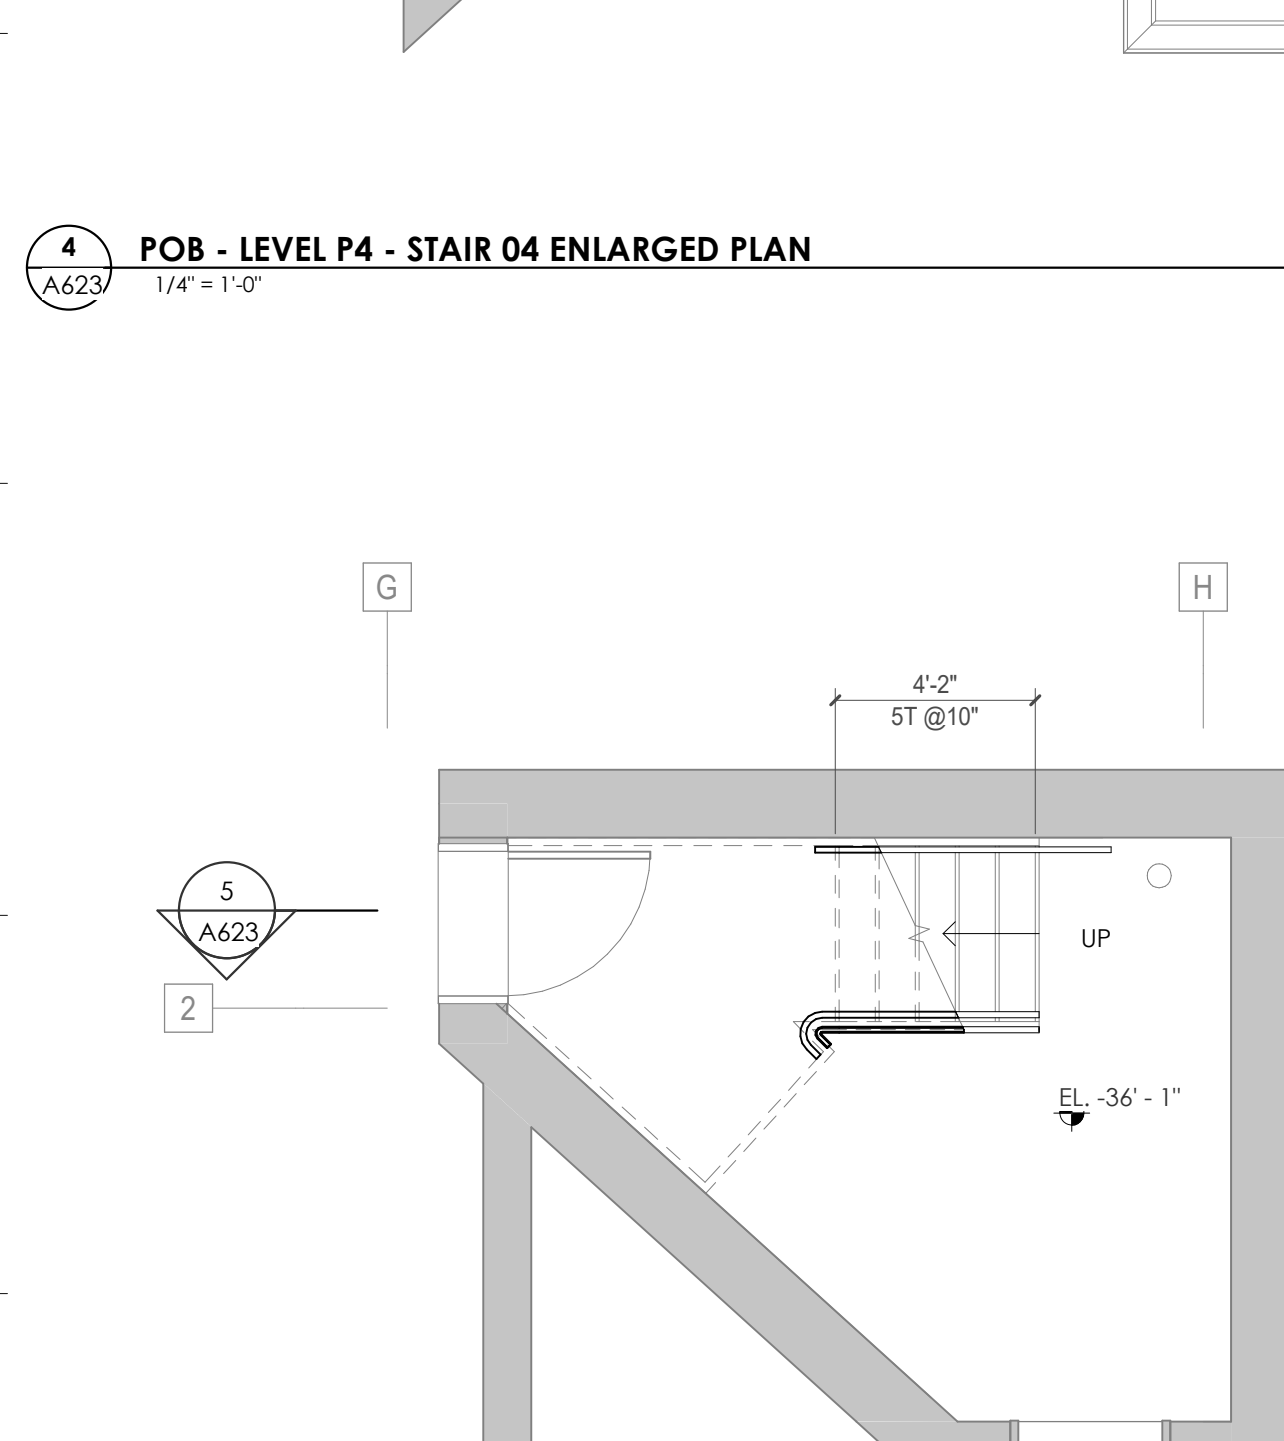 4
POB - LEVEL P4 - STAIR 04 ENLARGED PLAN
A623
1/4" = 1'-0"
G
H
4'-2"
5T @10"
5
A623
UP
2
EL. -36' - 1"